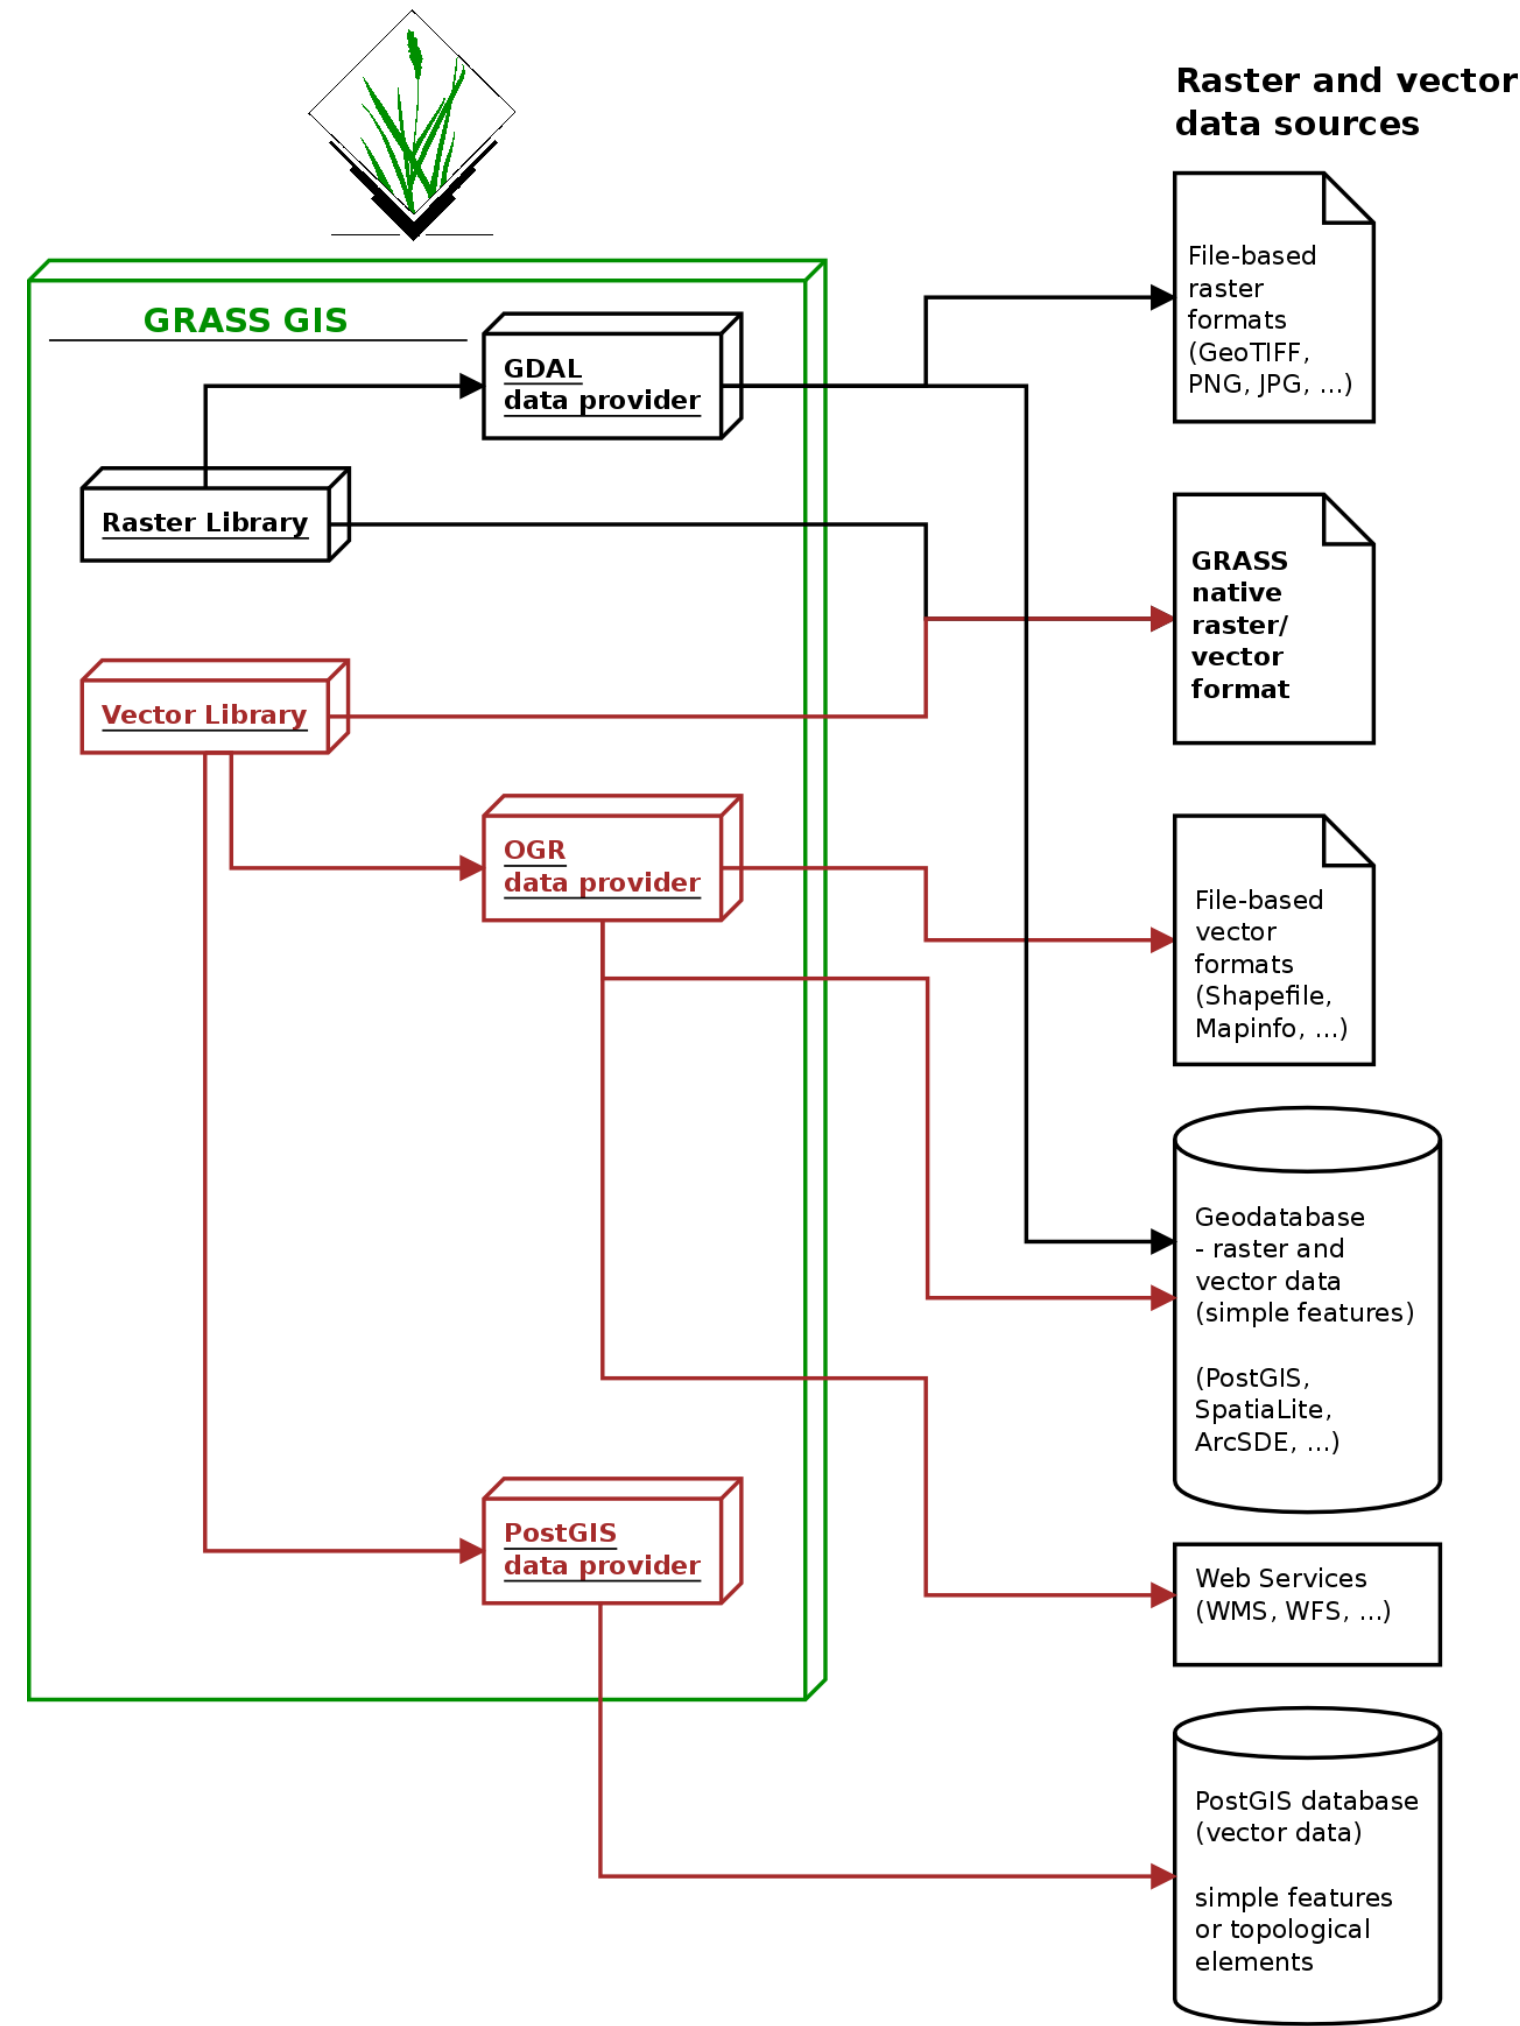 Raster and vector
data sources
File-based
raster
formats
(GeoTIFF,
PNG, JPG, ...)
GRASS GIS
GDAL
data provider
Raster Library
GRASS
native
raster/
vector
format
Vector Library
OGR
data provider
File-based
vector
formats
(Shapefile,
Mapinfo, ...)
Geodatabase
- raster and
vector data
(simple features)
(PostGIS,
SpatiaLite,
ArcSDE, ...)
PostGIS
data provider
Web Services
(WMS, WFS, ...)
PostGIS database
(vector data)
simple features
or topological
elements